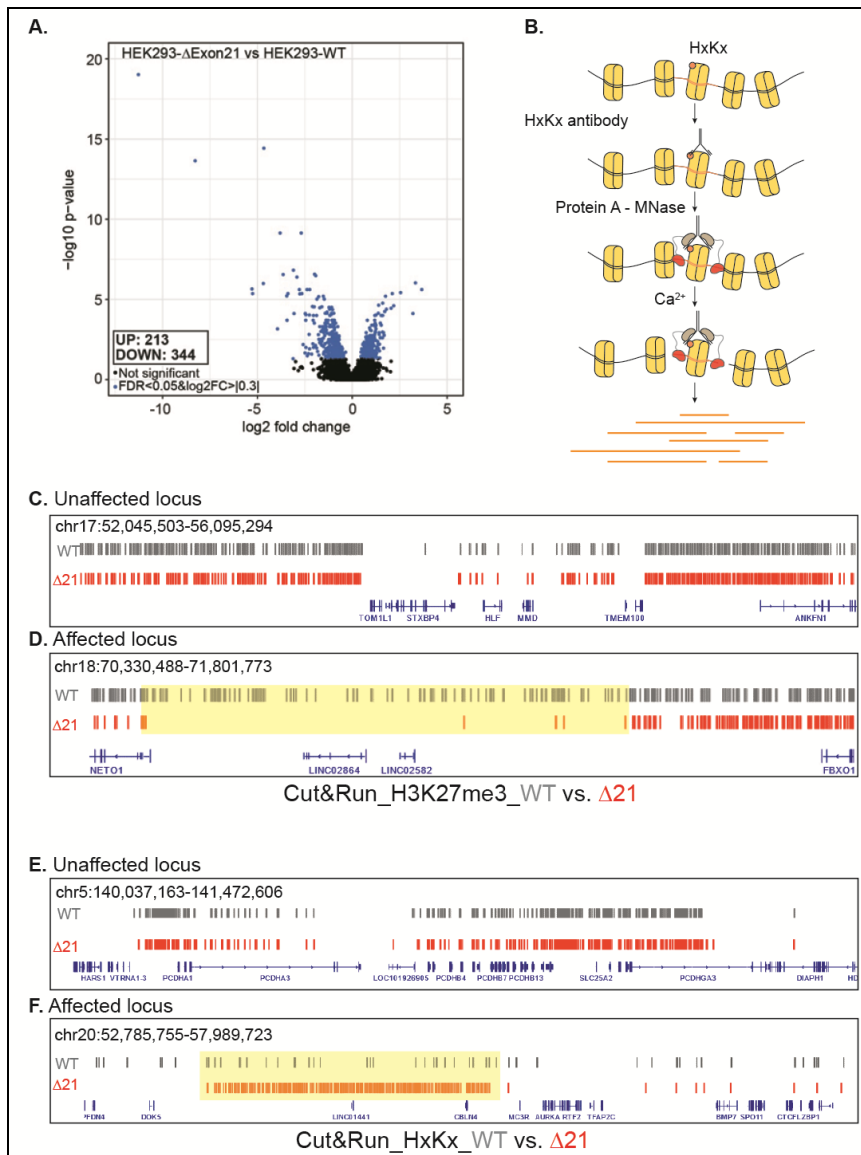 A.
HEK293-ΔExon21 vs HEK293-WT
20
15
10
5
0
−log10 p-value
UP: 213
DOWN: 344
Not significant
FDR<0.05&log2FC>|0.3|
-10
-5
0
5
log2 fold change
B.
HxKx
HxKx antibody
Protein A - MNase
Ca²⁺
C. Unaffected locus
chr17:52,045,503-56,095,294
WT
Δ21
TOM1L1
STXBP4
HLF
MMD
TMEM100
ANKFN1
D. Affected locus
chr18:70,330,488-71,801,773
WT
Δ21
NETO1
LINC02864
LINC02582
FBXO1
Cut&Run_H3K27me3_WT vs. Δ21
E. Unaffected locus
chr5:140,037,163-141,472,606
WT
Δ21
HARS1
VTRNA1-3
PCDHA1
PCDHA3
LOC101926905
PCDHB4
PCDHB7
PCDHB13
SLC25A2
PCDHGA3
DIAPH1
HD
F. Affected locus
chr20:52,785,755-57,989,723
WT
Δ21
PFDN4
DOK5
LINC01441
CBLN4
MC3R
AURKA
RTF2
TFAP2C
BMP7
SPO11
CTCFL
ZBP1
Cut&Run_HxKx_WT vs. Δ21